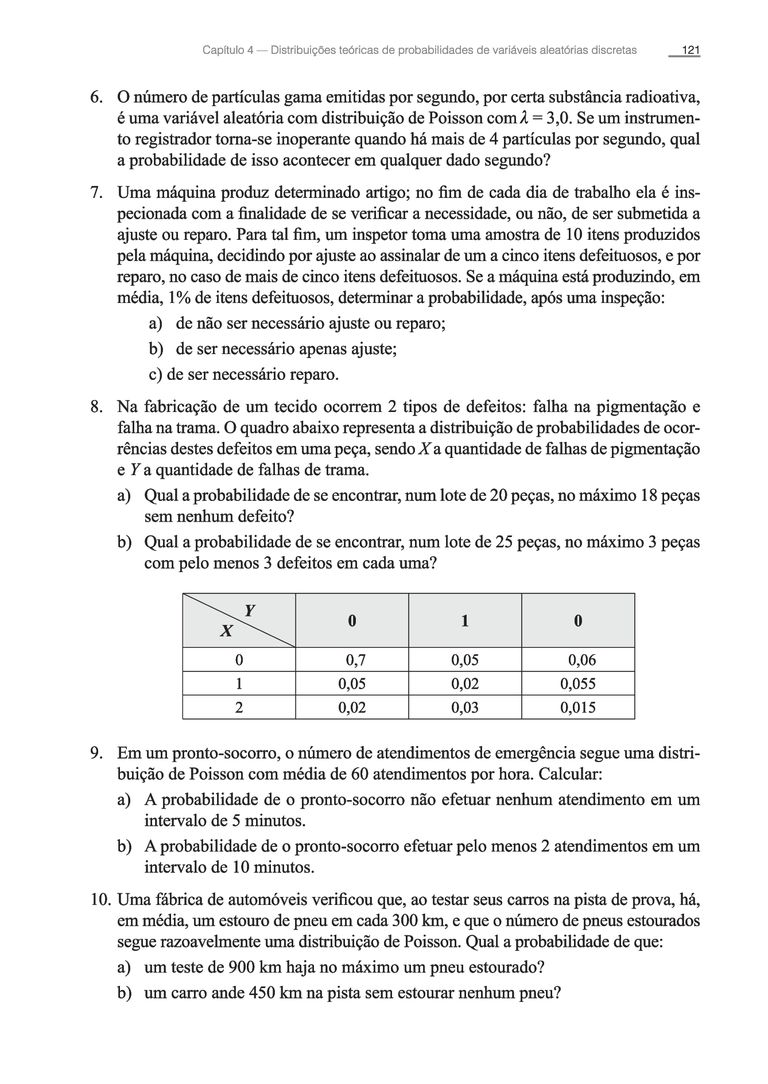 Capítulo 4 — Distribuições teóricas de probabilidades de variáveis aleatórias discretas 121
6. O número de partículas gama emitidas por segundo, por certa substância radioativa,
é uma variável aleatória com distribuição de Poisson com λ = 3,0. Se um instrumen-
to registrador torna-se inoperante quando há mais de 4 partículas por segundo, qual
a probabilidade de isso acontecer em qualquer dado segundo?
7. Uma máquina produz determinado artigo; no fim de cada dia de trabalho ela é ins-
pecionada com a finalidade de se verificar a necessidade, ou não, de ser submetida a
ajuste ou reparo. Para tal fim, um inspetor toma uma amostra de 10 itens produzidos
pela máquina, decidindo por ajuste ao assinalar de um a cinco itens defeituosos, e por
reparo, no caso de mais de cinco itens defeituosos. Se a máquina está produzindo, em
média, 1% de itens defeituosos, determinar a probabilidade, após uma inspeção:
a) de não ser necessário ajuste ou reparo;
b) de ser necessário apenas ajuste;
c) de ser necessário reparo.
8. Na fabricação de um tecido ocorrem 2 tipos de defeitos: falha na pigmentação e
falha na trama. O quadro abaixo representa a distribuição de probabilidades de ocor-
rências destes defeitos em uma peça, sendo X a quantidade de falhas de pigmentação
e Y a quantidade de falhas de trama.
a) Qual a probabilidade de se encontrar, num lote de 20 peças, no máximo 18 peças
sem nenhum defeito?
b) Qual a probabilidade de se encontrar, num lote de 25 peças, no máximo 3 peças
com pelo menos 3 defeitos em cada uma?
Y
X
0 1 0
0 0,7 0,05 0,06
1 0,05 0,02 0,055
2 0,02 0,03 0,015
9. Em um pronto-socorro, o número de atendimentos de emergência segue uma distri-
buição de Poisson com média de 60 atendimentos por hora. Calcular:
a) A probabilidade de o pronto-socorro não efetuar nenhum atendimento em um
intervalo de 5 minutos.
b) A probabilidade de o pronto-socorro efetuar pelo menos 2 atendimentos em um
intervalo de 10 minutos.
10. Uma fábrica de automóveis verificou que, ao testar seus carros na pista de prova, há,
em média, um estouro de pneu em cada 300 km, e que o número de pneus estourados
segue razoavelmente uma distribuição de Poisson. Qual a probabilidade de que:
a) um teste de 900 km haja no máximo um pneu estourado?
b) um carro ande 450 km na pista sem estourar nenhum pneu?